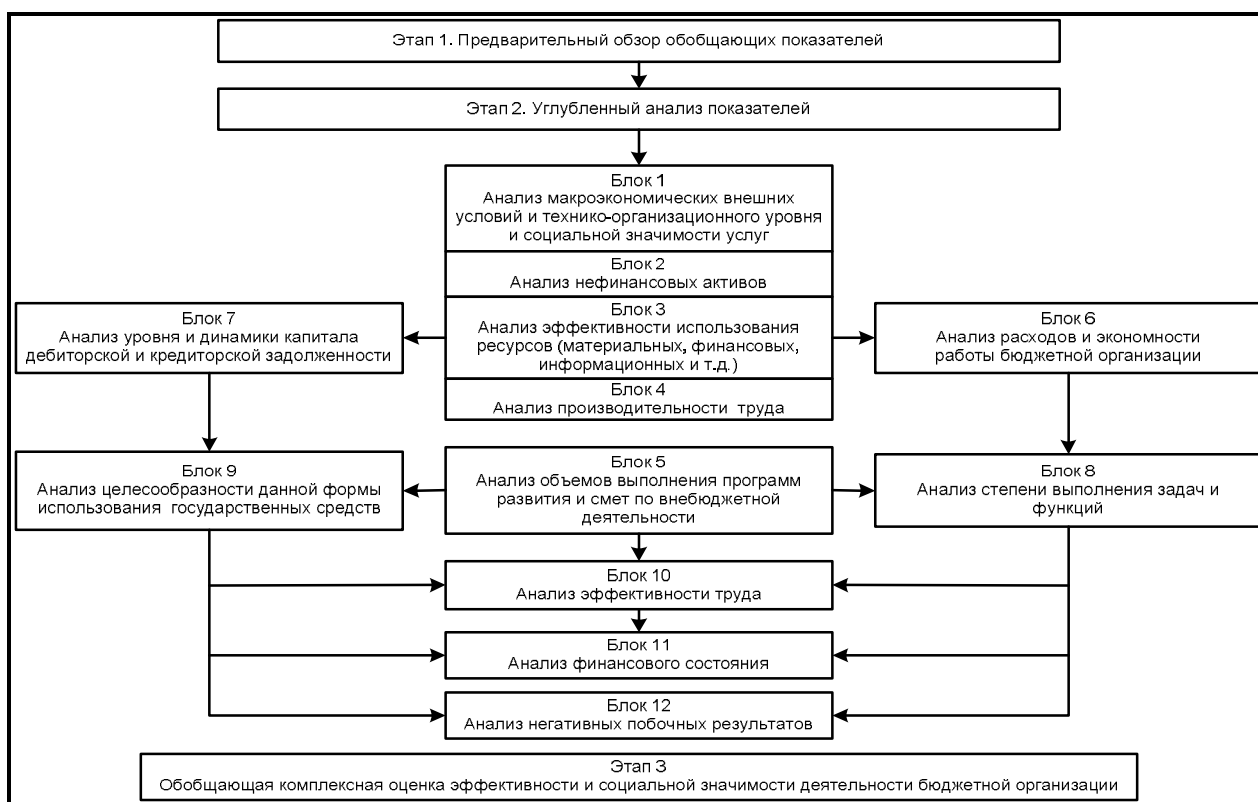 Этап 1. Предварительный обзор обобщающих показателей
Этап 2. Углубленный анализ показателей
Блок 1
Анализ макроэкономических внешних
условий и технико-организационного уровня
и социальной значимости услуг
Блок 2
Анализ нефинансовых активов
Блок 7
Анализ уровня и динамики капитала
дебиторской и кредиторской задолженности
Блок 3
Анализ эффективности использования
ресурсов (материальных, финансовых,
информационных и т.д.)
Блок 6
Анализ расходов и экономности
работы бюджетной организации
Блок 4
Анализ производительности труда
Блок 9
Анализ целесообразности данной формы
использования государственных средств
Блок 5
Анализ объемов выполнения программ
развития и смет по внебюджетной
деятельности
Блок 8
Анализ степени выполнения задач и
функций
Блок 10
Анализ эффективности труда
Блок 11
Анализ финансового состояния
Блок 12
Анализ негативных побочных результатов
Этап 3
Обобщающая комплексная оценка эффективности и социальной значимости деятельности бюджетной организации